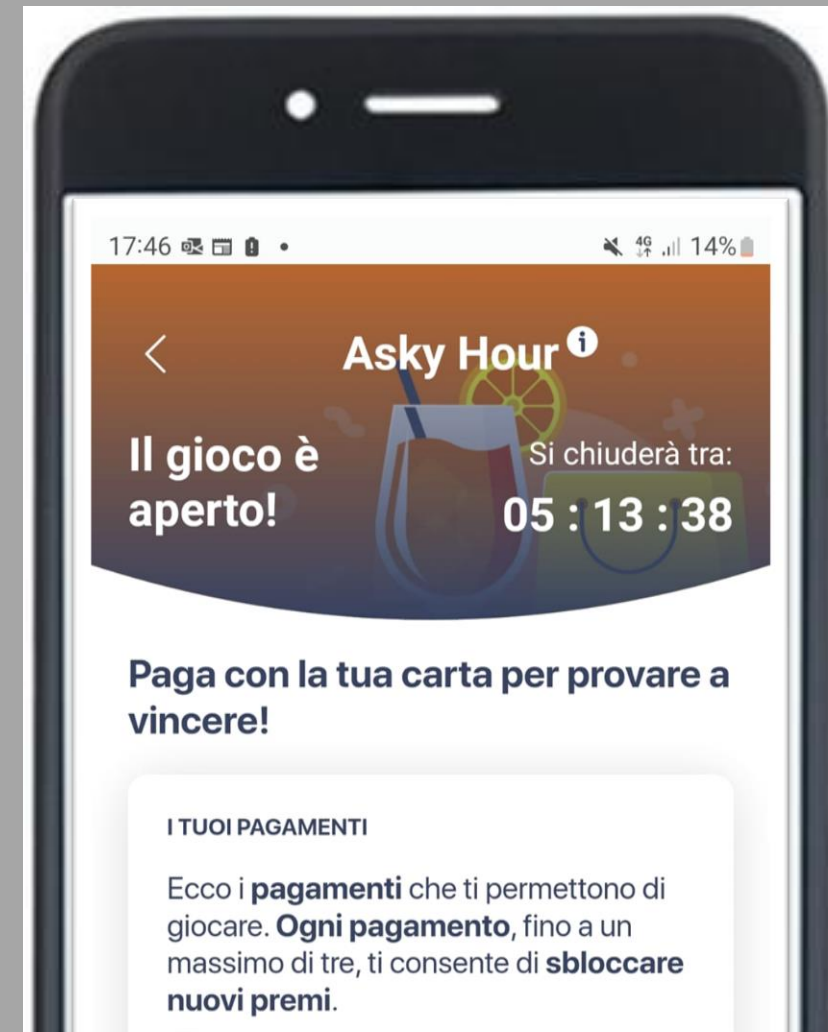 17:46
4G 14%
Asky Hour i
Il gioco è
aperto!
Si chiuderà tra:
05 : 13 : 38
Paga con la tua carta per provare a
vincere!
I TUOI PAGAMENTI
Ecco i pagamenti che ti permettono di
giocare. Ogni pagamento, fino a un
massimo di tre, ti consente di sbloccare
nuovi premi.